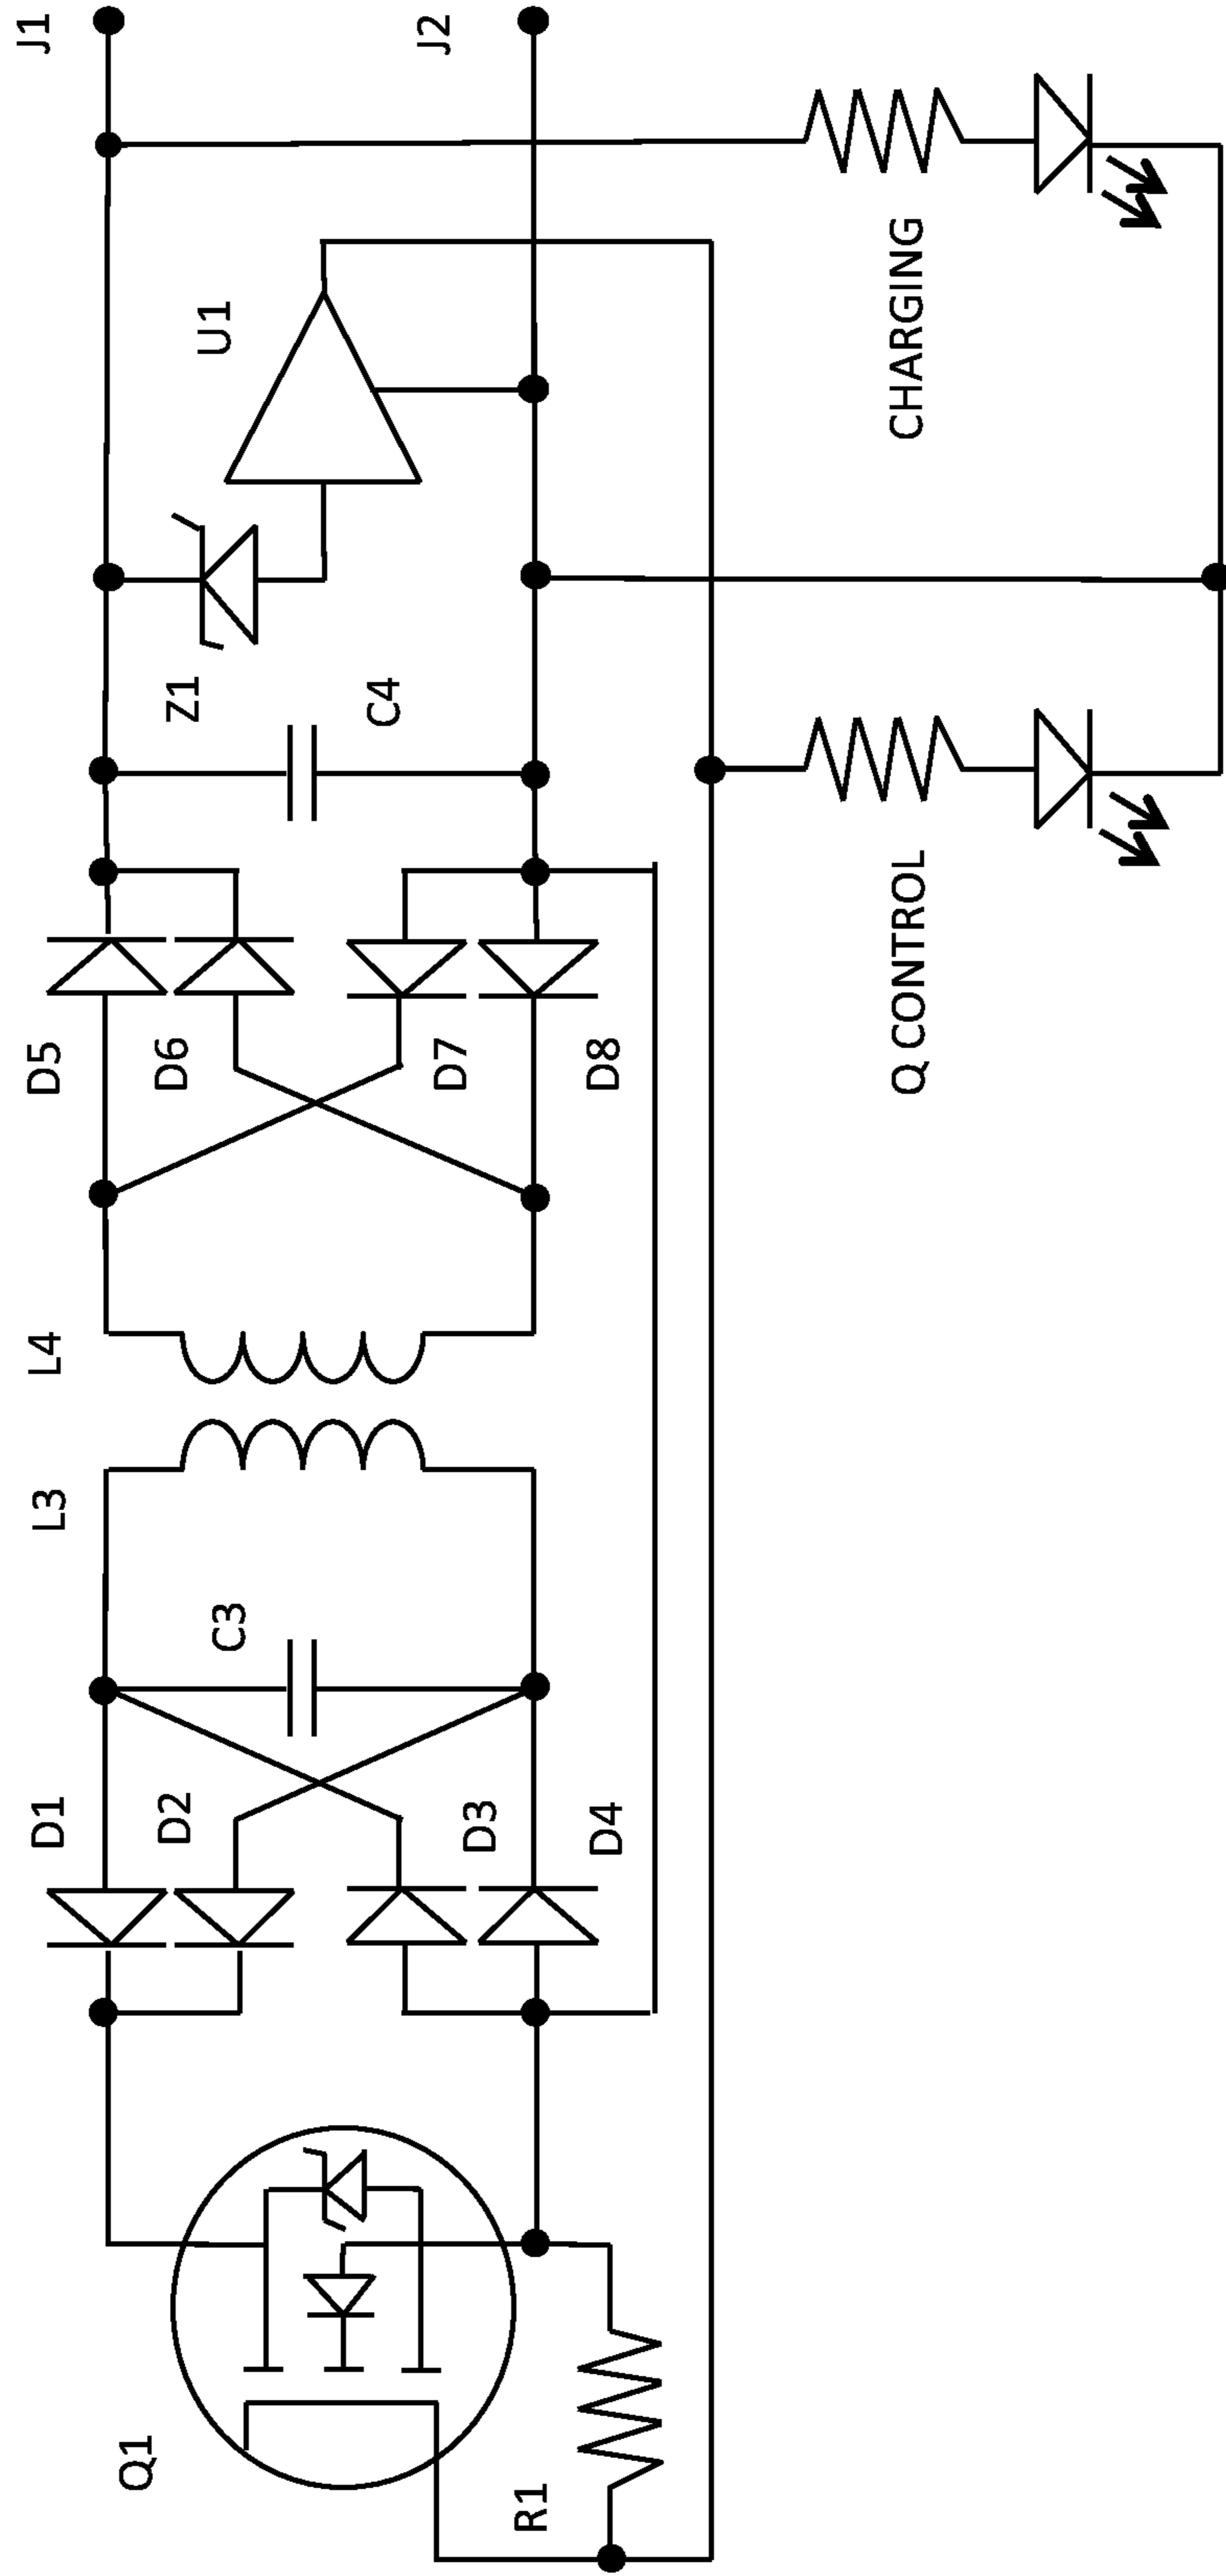 Q1
R1
D1
D2
D3
D4
C3
L3
L4
D5
D6
D7
D8
Z1
C4
U1
J1
J2
Q CONTROL
CHARGING